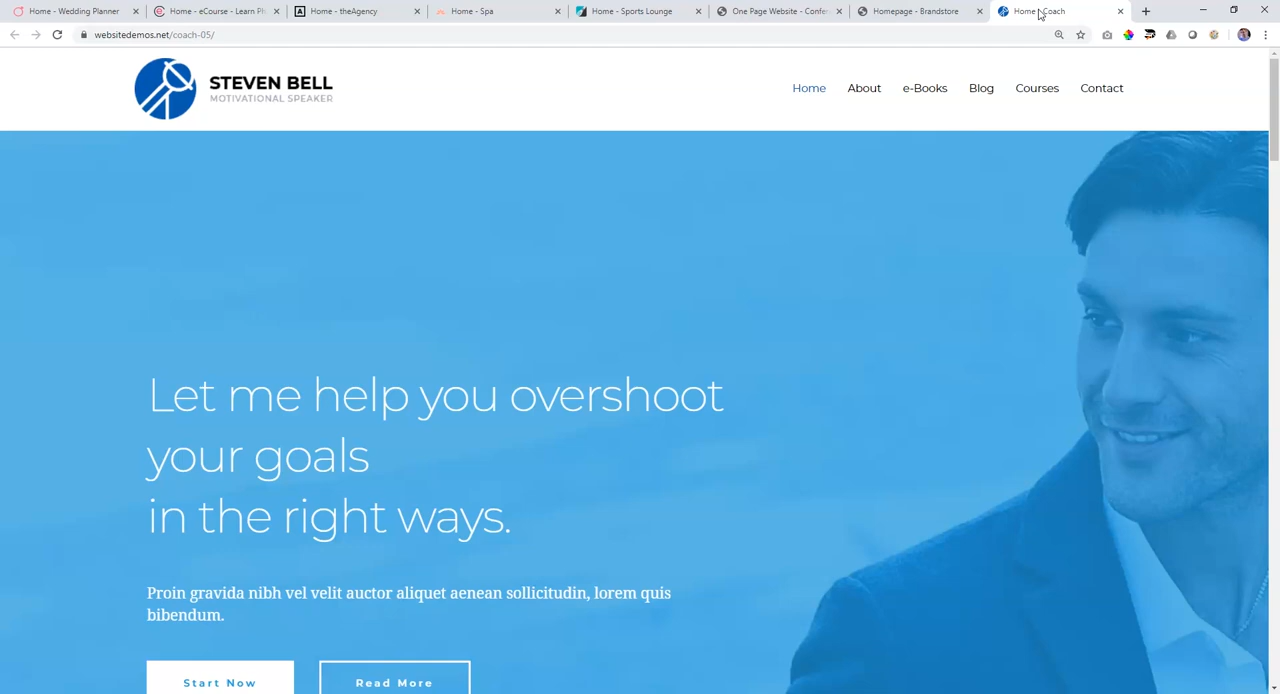 Home - Wedding Planner
Home - eCourse - Learn Ph
Home - theAgency
Home - Spa
Home - Sports Lounge
One Page Website - Confe
Homepage - Brandstore
Home - Coach
websitedemos.net/coach-05/
STEVEN BELL
MOTIVATIONAL SPEAKER
Home
About
e-Books
Blog
Courses
Contact
Let me help you overshoot
your goals
in the right ways.
Proin gravida nibh vel velit auctor aliquet aenean sollicitudin, lorem quis
bibendum.
Start Now
Read More